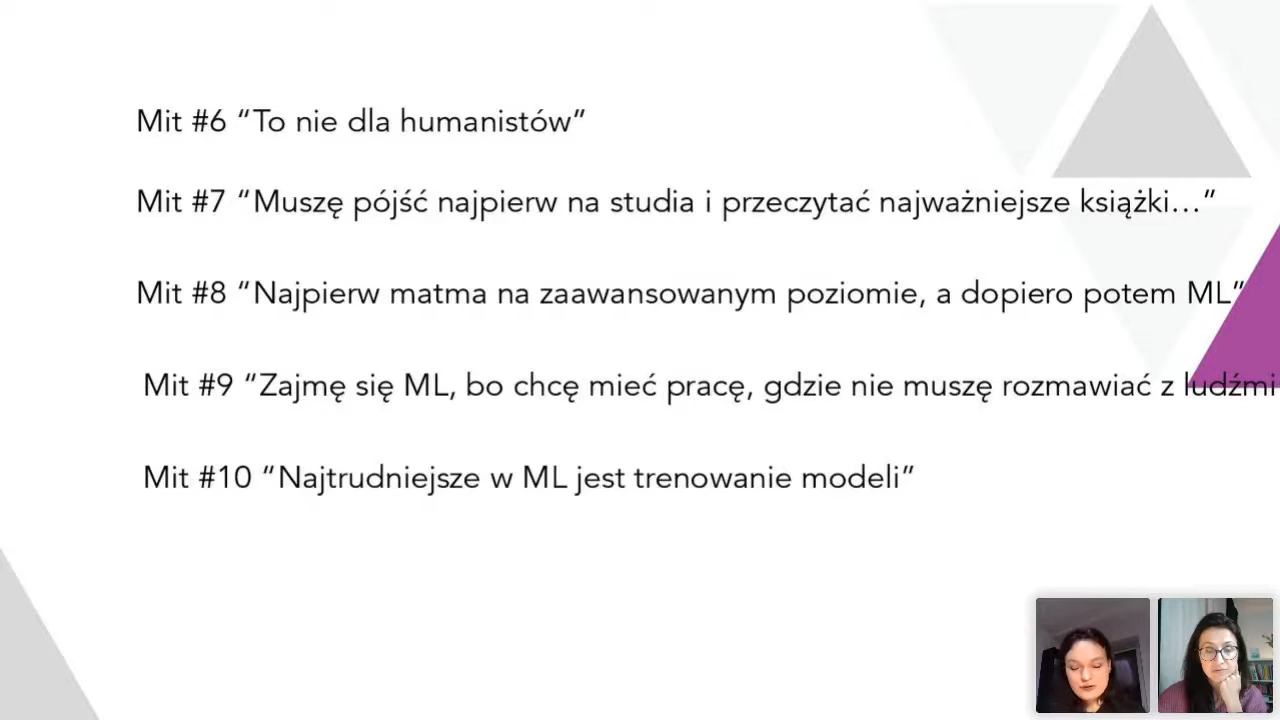 Mit #6 “To nie dla humanistów”
Mit #7 “Muszę pójść najpierw na studia i przeczytać najważniejsze książki...”
Mit #8 “Najpierw matma na zaawansowanym poziomie, a dopiero potem ML”
Mit #9 “Zajmę się ML, bo chcę mieć pracę, gdzie nie muszę rozmawiać z ludźmi
Mit #10 “Najtrudniejsze w ML jest trenowanie modeli”